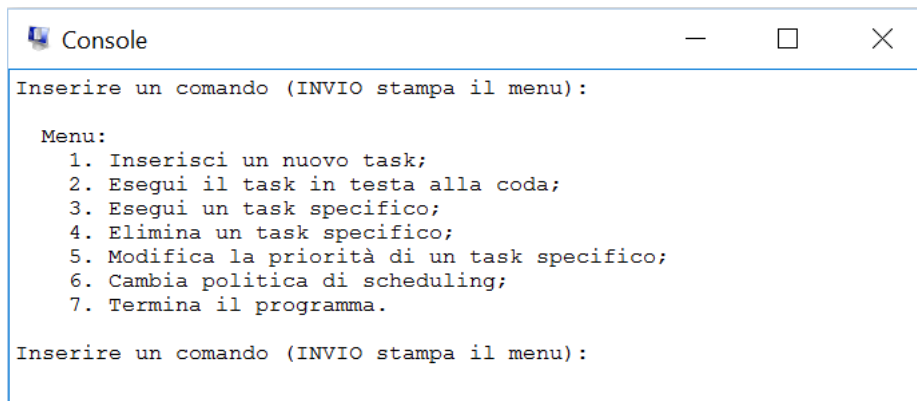 Console
Inserire un comando (INVIO stampa il menu):
Menu:
1. Inserisci un nuovo task;
2. Esegui il task in testa alla coda;
3. Esegui un task specifico;
4. Elimina un task specifico;
5. Modifica la priorità di un task specifico;
6. Cambia politica di scheduling;
7. Termina il programma.
Inserire un comando (INVIO stampa il menu):